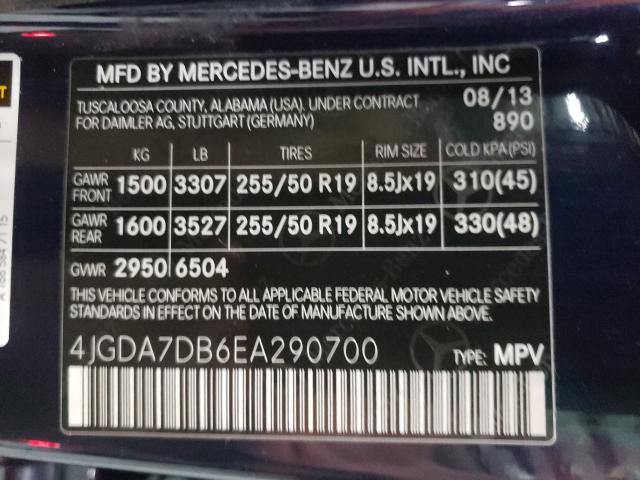 MFD BY MERCEDES-BENZ U.S. INTL., INC
TUSCALOOSA COUNTY, ALABAMA (USA). UNDER CONTRACT 08/13
FOR DAIMLER AG, STUTTGART (GERMANY) 890
KG LB TIRES RIM SIZE COLD KPA(PSI)
GAWR FRONT 1500 3307 255/50 R19 8.5Jx19 310(45)
GAWR REAR 1600 3527 255/50 R19 8.5Jx19 330(48)
GVWR 2950 6504
THIS VEHICLE CONFORMS TO ALL APPLICABLE FEDERAL MOTOR VEHICLE SAFETY
STANDARDS IN EFFECT ON THE DATE OF MANUFACTURE SHOWN ABOVE.
4JGDA7DB6EA290700 TYPE: MPV